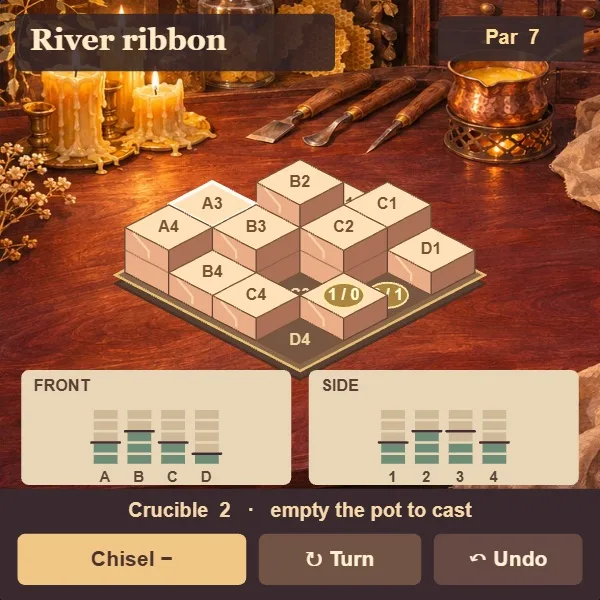 River ribbon
Par 7
B2
A3
C1
A4
B3
C2
D1
B4
C4
1 / 0
/ 1
D4
FRONT
A B C D
SIDE
1 2 3 4
Crucible 2 · empty the pot to cast
Chisel −
↻ Turn
↶ Undo